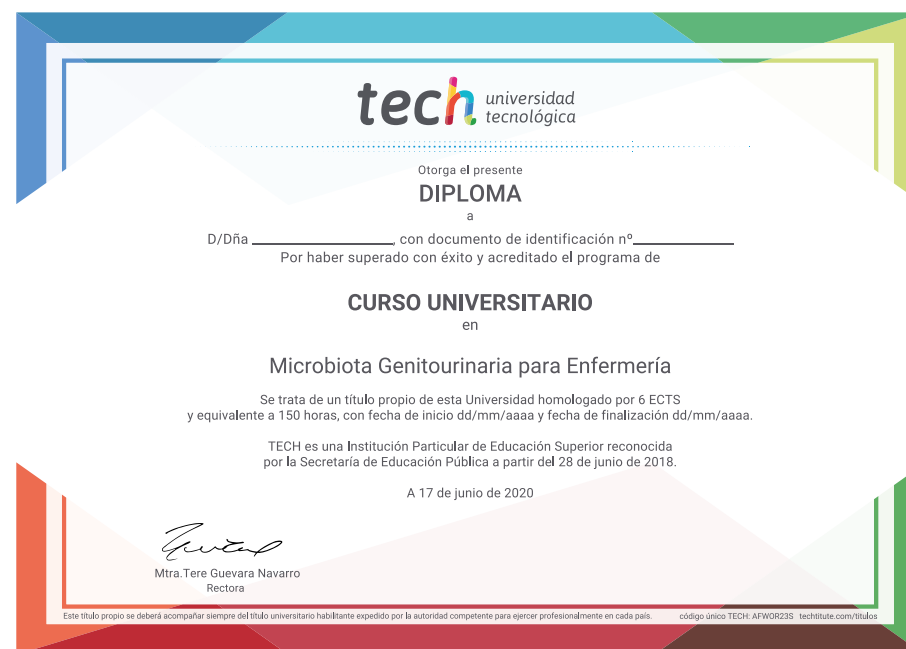 tech universidad
tecnológica
Otorga el presente
DIPLOMA
a
D/Dña ______________, con documento de identificación nº__________
Por haber superado con éxito y acreditado el programa de
CURSO UNIVERSITARIO
en
Microbiota Genitourinaria para Enfermería
Se trata de un título propio de esta Universidad homologado por 6 ECTS
y equivalente a 150 horas, con fecha de inicio dd/mm/aaaa y fecha de finalización dd/mm/aaaa.
TECH es una Institución Particular de Educación Superior reconocida
por la Secretaría de Educación Pública a partir del 28 de junio de 2018.
A 17 de junio de 2020
Mtra.Tere Guevara Navarro
Rectora
Este título propio se deberá acompañar siempre del título universitario habilitante expedido por la autoridad competente para ejercer profesionalmente en cada país. código único TECH: AFWOR23S techtitute.com/titulos